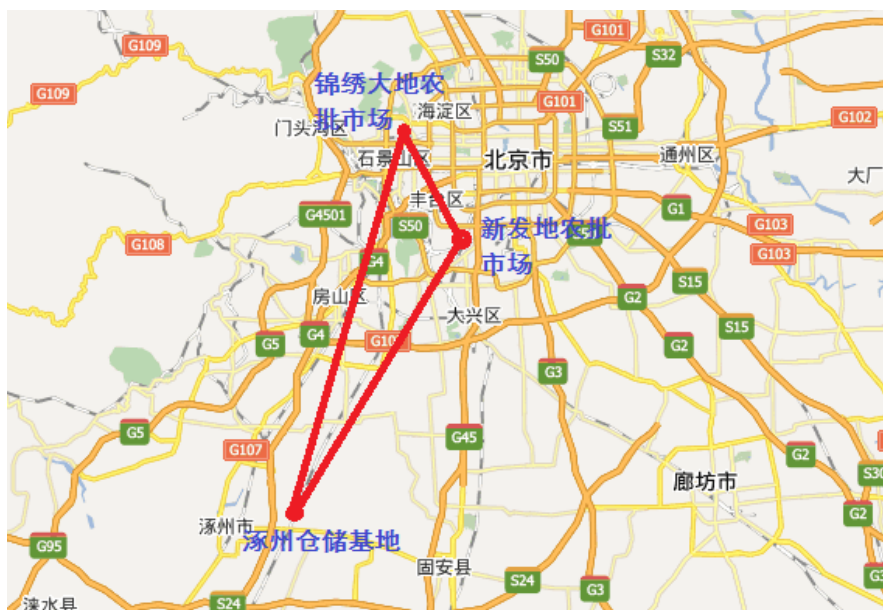 G101
S50
S32
G109
G109
锦绣大地农
批市场
海淀区
G101
门头沟区
S51
G102
石景山区
北京市
通州区
大厂
丰台区
G4501
S50
G1
新发地农批
市场
G103
G108
G4
G103
房山区
S15
G2
大兴区
G4
G5
S15
G2
G3
G5
G45
G107
G2
廊坊市
S30
涿州市
涿州仓储基地
G2
G95
固安县
S24
G3
G3
S24
涞水县